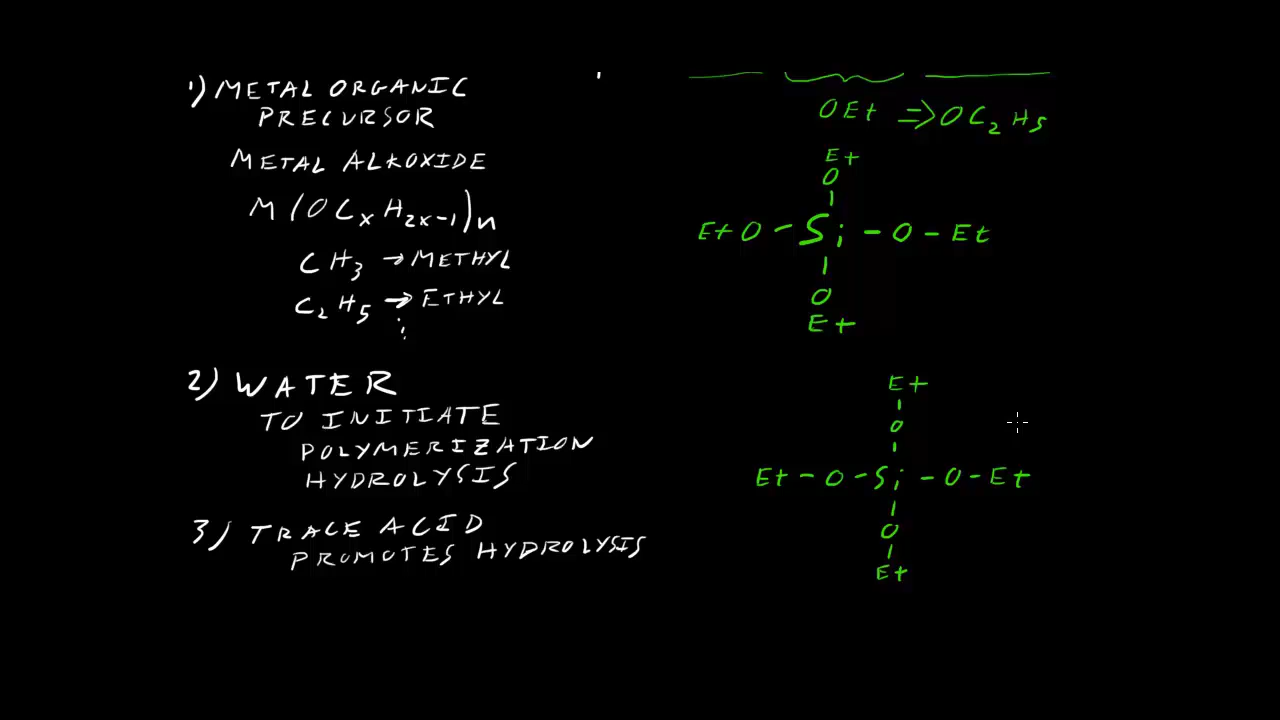 1) METAL ORGANIC
PRECURSOR
METAL ALKOXIDE
M(OCₓH₂ₓ₋₁)ₙ
CH₃ → METHYL
C₂H₅ → ETHYL
⋮
2) WATER
TO INITIATE
POLYMERIZATION
HYDROLYSIS
3) TRACE ACID
PROMOTES HYDROLYSIS
OEt ⇒ OC₂H₅
Et
O
|
EtO - Si - O - Et
|
O
Et
Et
|
O
|
Et - O - Si - O - Et
|
O
|
Et